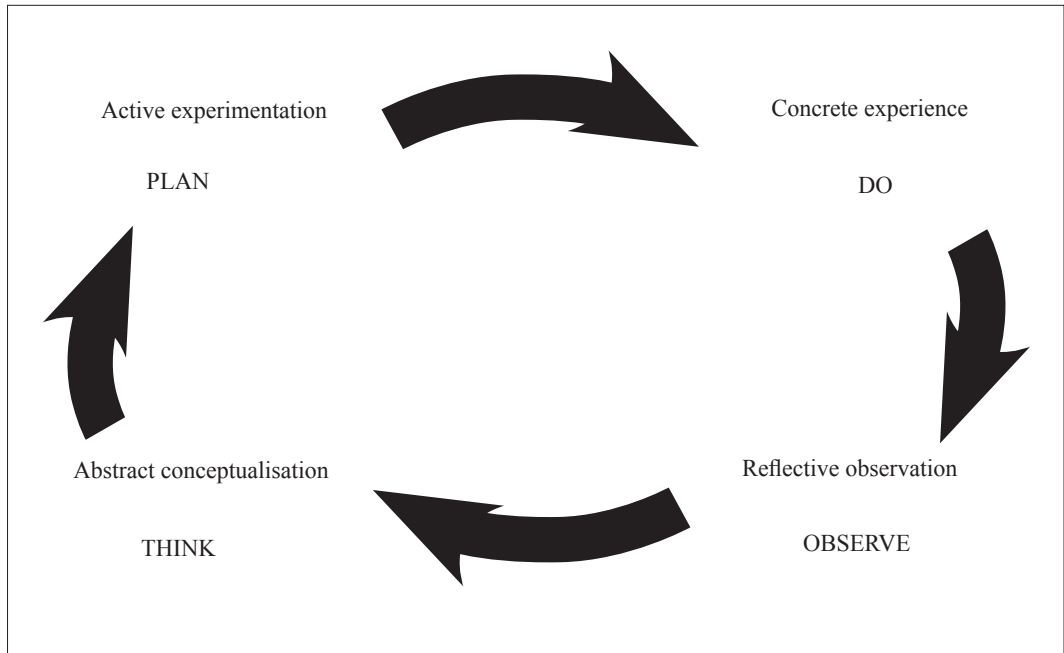 Active experimentation
PLAN
Concrete experience
DO
Reflective observation
OBSERVE
Abstract conceptualisation
THINK